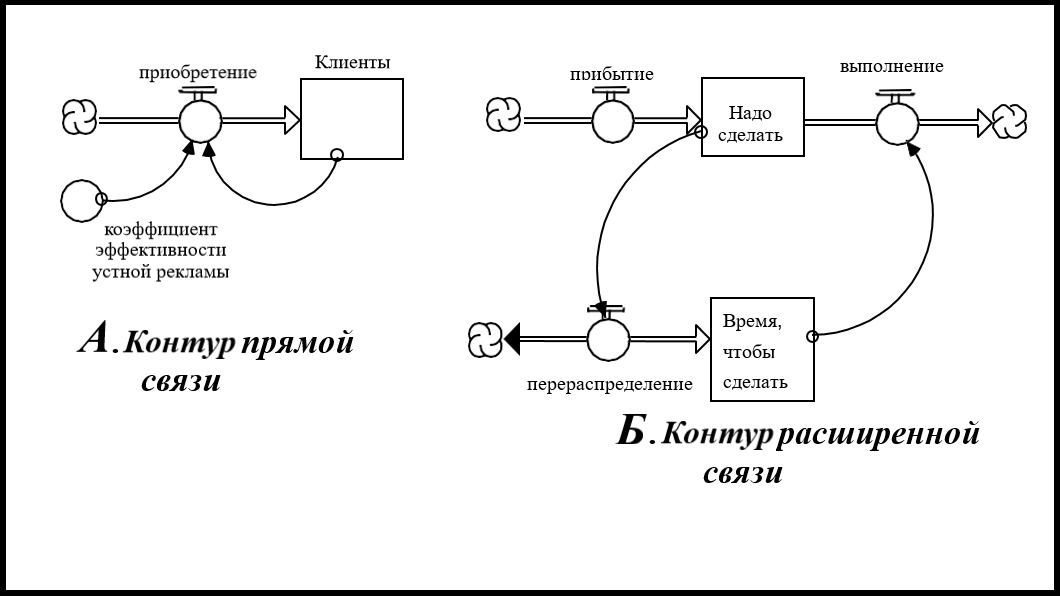 приобретение
Клиенты
коэффициент
эффективности
устной рекламы
А. Контур прямой
связи
прибытие
Надо
сделать
выполнение
перераспределение
Время,
чтобы
сделать
Б. Контур расширенной
связи